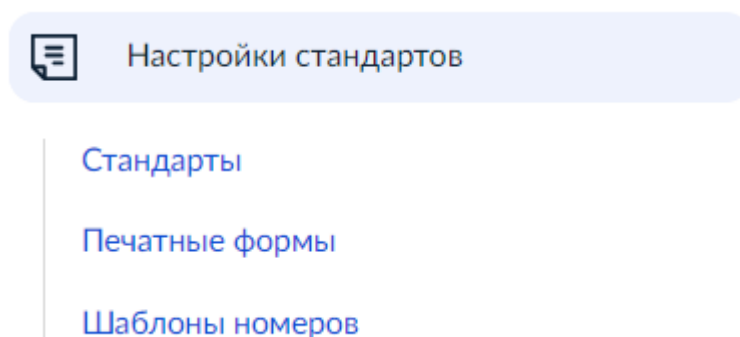 Настройки стандартов
Стандарты
Печатные формы
Шаблоны номеров